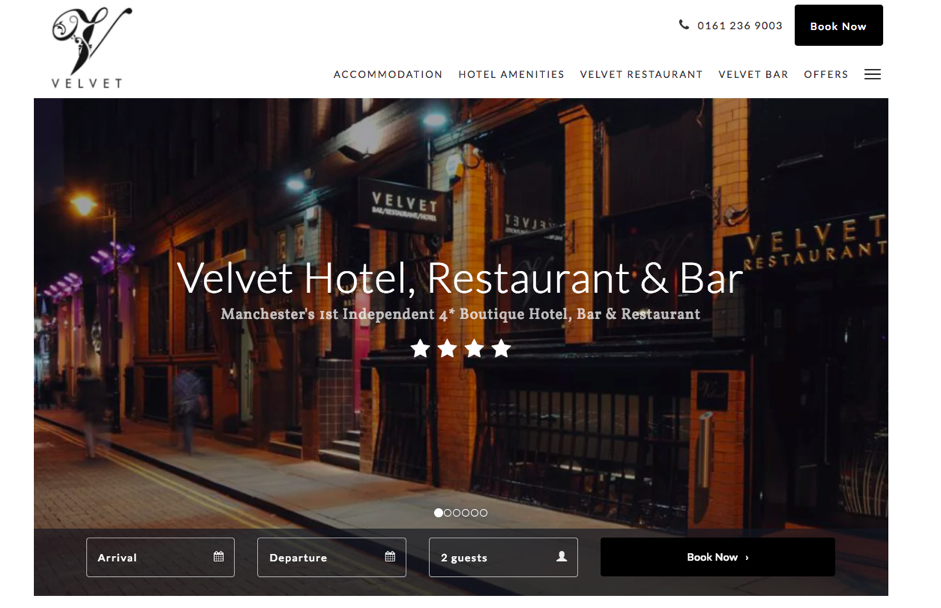 VELVET
0161 236 9003
Book Now
ACCOMMODATION HOTEL AMENITIES VELVET RESTAURANT VELVET BAR OFFERS
VELVET
BAR/RESTAURANT/HOTEL
VELVET
RESTAURANT
Velvet Hotel, Restaurant & Bar
Manchester's 1st Independent 4* Boutique Hotel, Bar & Restaurant
Velvet
Arrival
Departure
2 guests
Book Now ›